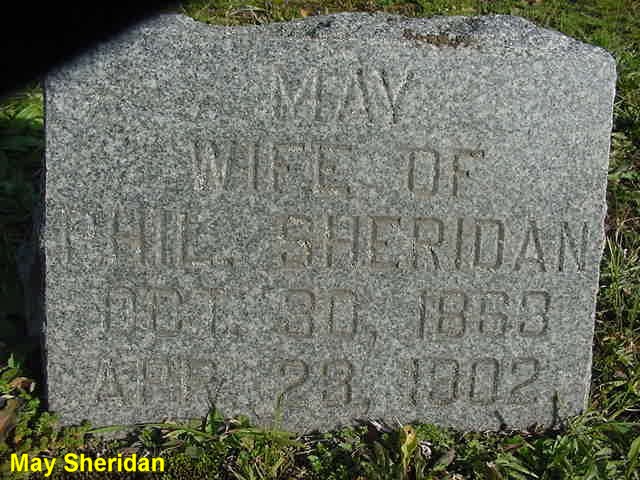 MAY
WIFE OF
PHIL. SHERIDAN
OCT. 30, 1863
APR. 28, 1902.
May Sheridan